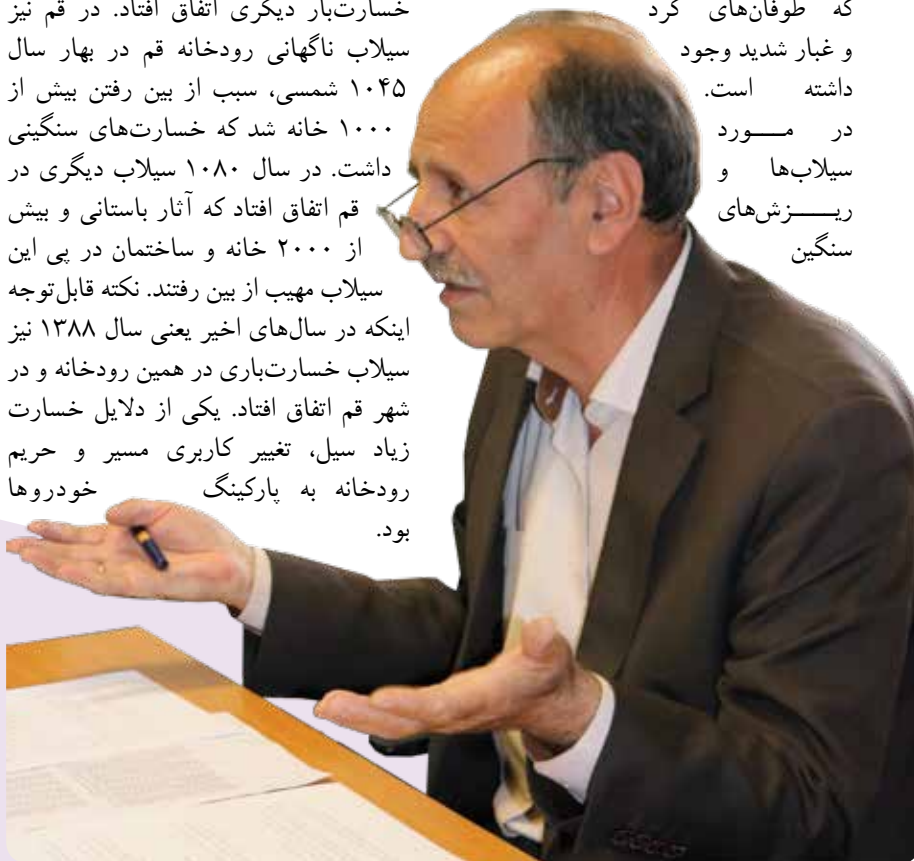 که طوفان‌های گرد
و غبار شدید وجود
داشته است.
در مـــورد
سیلاب‌ها و
ریـــــزش‌های
سنگین
خسارت‌بار دیگری اتفاق افتاد. در قم نیز
سیلاب ناگهانی رودخانه قم در بهار سال
۱۰۴۵ شمسی، سبب از بین رفتن بیش از
۱۰۰۰ خانه شد که خسارت‌های سنگینی
داشت. در سال ۱۰۸۰ سیلاب دیگری در
قم اتفاق افتاد که آثار باستانی و بیش
از ۲۰۰۰ خانه و ساختمان در پی این
سیلاب مهیب از بین رفتند. نکته قابل‌توجه
اینکه در سال‌های اخیر یعنی سال ۱۳۸۸ نیز
سیلاب خسارت‌باری در همین رودخانه و در
شهر قم اتفاق افتاد. یکی از دلایل خسارت
زیاد سیل، تغییر کاربری مسیر و حریم
رودخانه به پارکینگ خودروها
بود.